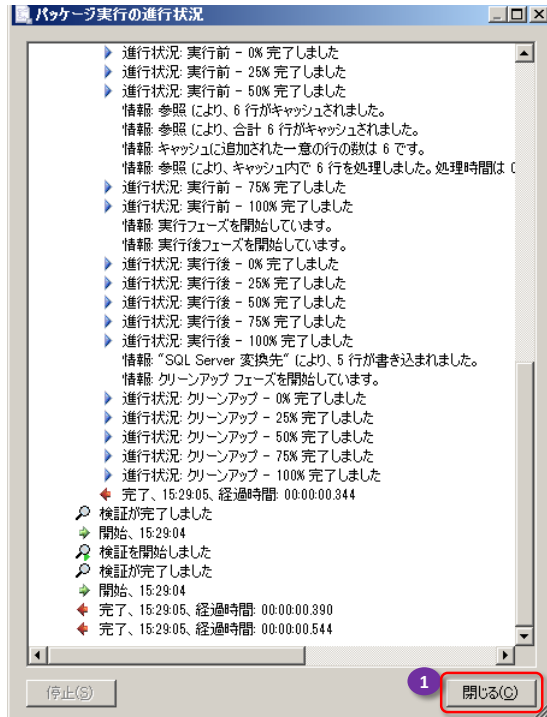 パッケージ実行の進行状況
進行状況: 実行前 - 0% 完了しました
進行状況: 実行前 - 25% 完了しました
進行状況: 実行前 - 50% 完了しました
情報: 参照 により、6 行がキャッシュされました。
情報: 参照 により、合計 6 行がキャッシュされました。
情報: キャッシュに追加された一意の行の数は 6 です。
情報: 参照 により、キャッシュ内で 6 行を処理しました。処理時間は
進行状況: 実行前 - 75% 完了しました
進行状況: 実行前 - 100% 完了しました
情報: 実行フェーズを開始しています。
情報: 実行後フェーズを開始しています。
進行状況: 実行後 - 0% 完了しました
進行状況: 実行後 - 25% 完了しました
進行状況: 実行後 - 50% 完了しました
進行状況: 実行後 - 75% 完了しました
進行状況: 実行後 - 100% 完了しました
情報: "SQL Server 変換先" により、5 行が書き込まれました。
情報: クリーンアップ フェーズを開始しています。
進行状況: クリーンアップ - 0% 完了しました
進行状況: クリーンアップ - 25% 完了しました
進行状況: クリーンアップ - 50% 完了しました
進行状況: クリーンアップ - 75% 完了しました
進行状況: クリーンアップ - 100% 完了しました
完了、15:29:05、経過時間: 00:00:00.344
検証が完了しました
開始、15:29:04
検証を開始しました
検証が完了しました
開始、15:29:04
完了、15:29:05、経過時間: 00:00:00.390
完了、15:29:05、経過時間: 00:00:00.544
停止(S)
1
閉じる(C)